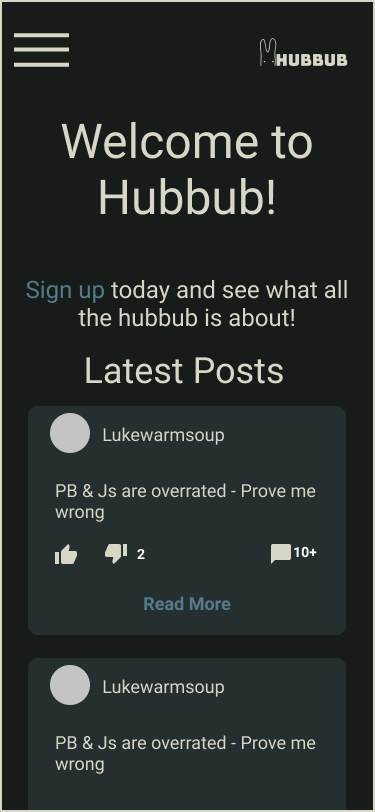 HUBBUB
Welcome to
Hubbub!
Sign up today and see what all
the hubbub is about!
Latest Posts
Lukewarmsoup
PB & Js are overrated - Prove me
wrong
2 10+
Read More
Lukewarmsoup
PB & Js are overrated - Prove me
wrong